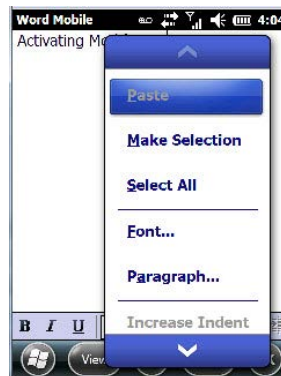 Word Mobile 4:04
Activating
Paste
Make Selection
Select All
Font...
Paragraph...
Increase Indent
B I U
View